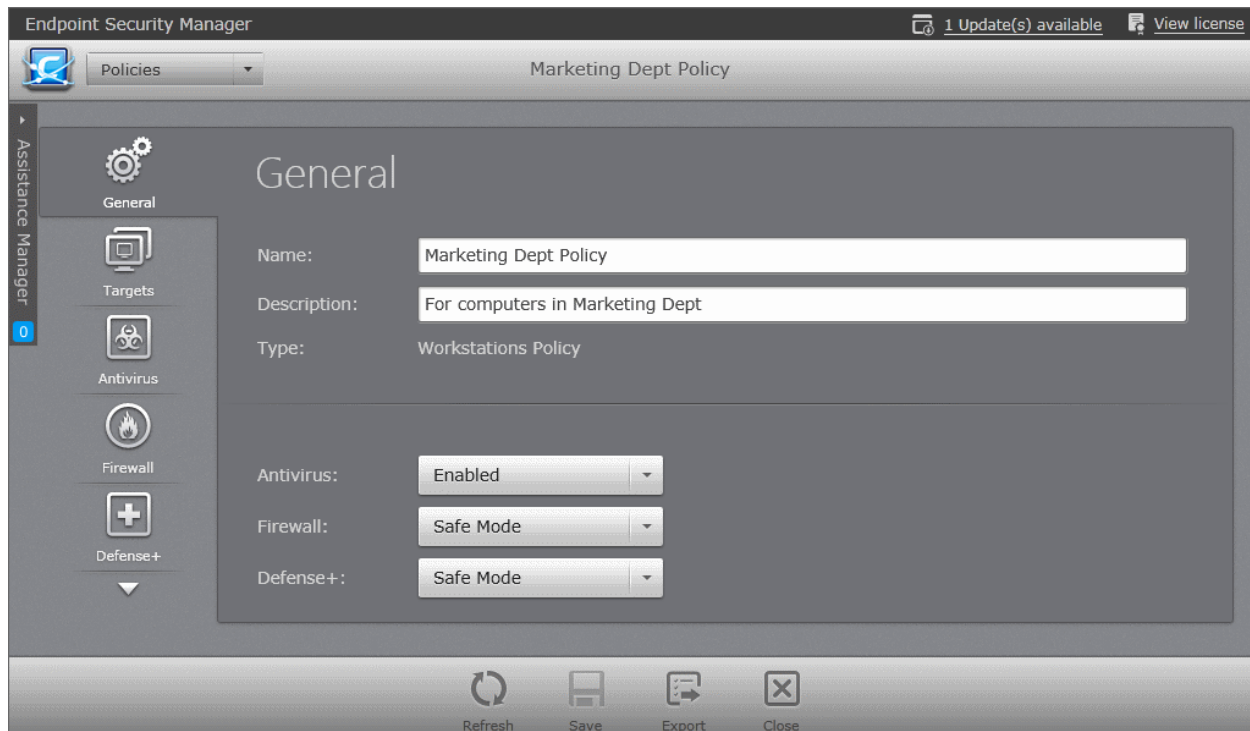 Endpoint Security Manager
1 Update(s) available
View license
Policies
Marketing Dept Policy
Assistance Manager
0
General
Targets
Antivirus
Firewall
Defense+
General
Name:
Marketing Dept Policy
Description:
For computers in Marketing Dept
Type:
Workstations Policy
Antivirus:
Enabled
Firewall:
Safe Mode
Defense+:
Safe Mode
Refresh
Save
Export
Close